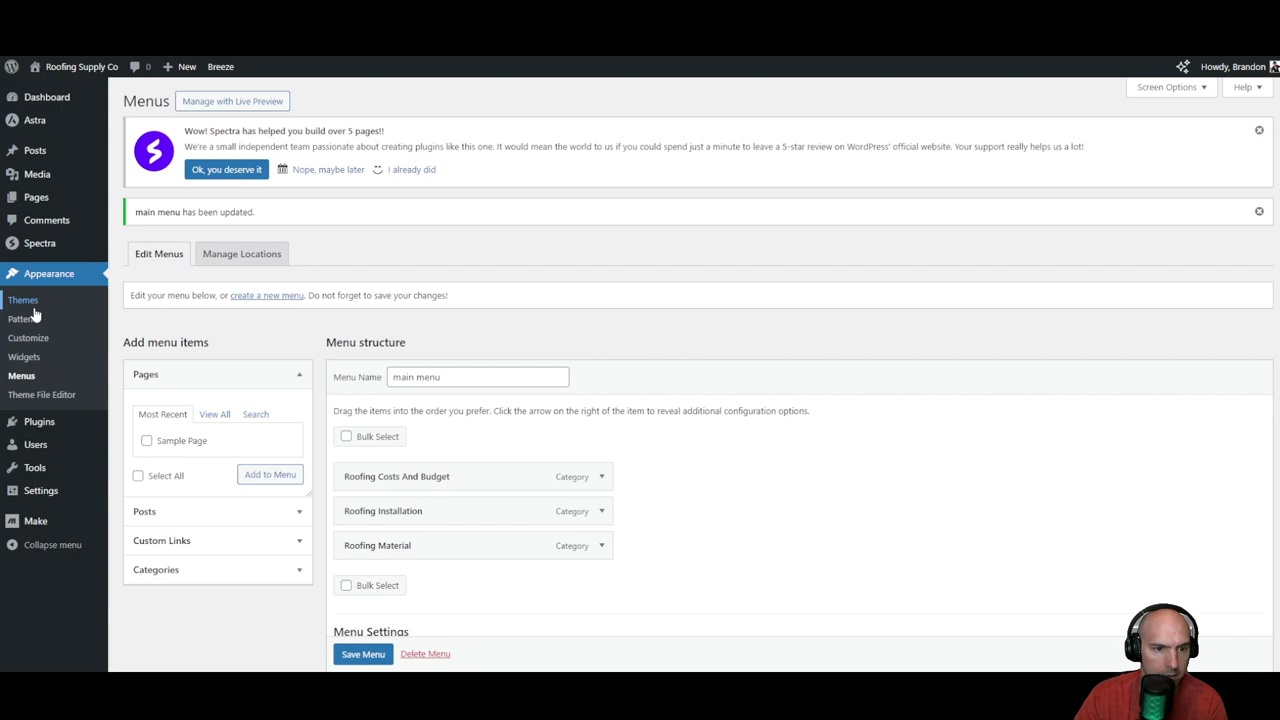 Roofing Supply Co
0
New
Breeze
Howdy, Brandon
Dashboard
Astra
Posts
Media
Pages
Comments
Spectra
Appearance
Themes
Customize
Widgets
Menus
Theme File Editor
Plugins
Users
Tools
Settings
Make
Collapse menu
Screen Options
Help
Menus
Manage with Live Preview
Wow! Spectra has helped you build over 5 pages!!
We're a small independent team passionate about creating plugins like this one. It would mean the world to us if you could spend just a minute to leave a 5-star review on WordPress' official website. Your support really helps us a lot!
Ok, you deserve it
Nope, maybe later
I already did
main menu has been updated.
Edit Menus
Manage Locations
Edit your menu below, or create a new menu. Do not forget to save your changes!
Add menu items
Pages
Most Recent
View All
Search
Sample Page
Select All
Add to Menu
Posts
Custom Links
Categories
Menu structure
Menu Name
main menu
Drag the items into the order you prefer. Click the arrow on the right of the item to reveal additional configuration options.
Bulk Select
Roofing Costs And Budget
Category
Roofing Installation
Category
Roofing Material
Category
Bulk Select
Menu Settings
Save Menu
Delete Menu